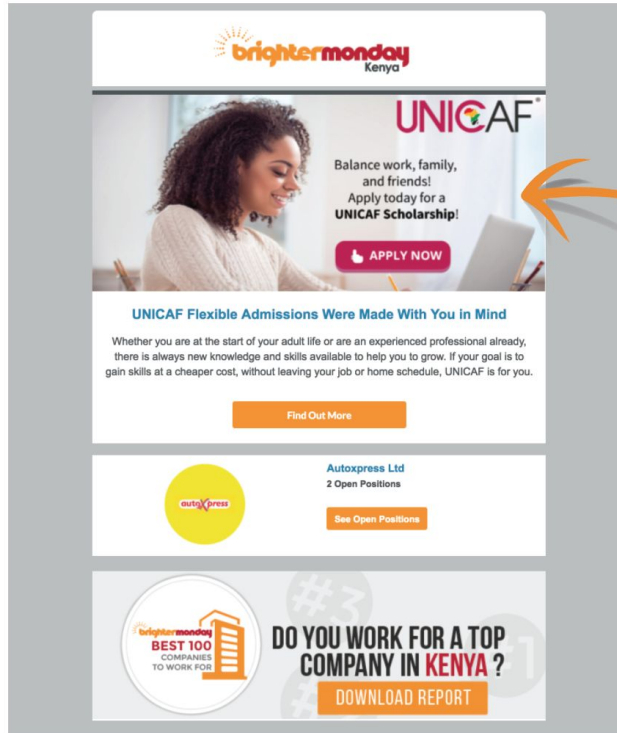 brightermonday
Kenya
UNICAF
Balance work, family,
and friends!
Apply today for a
UNICAF Scholarship!
APPLY NOW
UNICAF Flexible Admissions Were Made With You in Mind
Whether you are at the start of your adult life or are an experienced professional already,
there is always new knowledge and skills available to help you to grow. If your goal is to
gain skills at a cheaper cost, without leaving your job or home schedule, UNICAF is for you.
Find Out More
autoXpress
Autoxpress Ltd
2 Open Positions
See Open Positions
brightermonday
BEST 100
COMPANIES
TO WORK FOR
#3
#1
DO YOU WORK FOR A TOP
COMPANY IN KENYA ?
DOWNLOAD REPORT